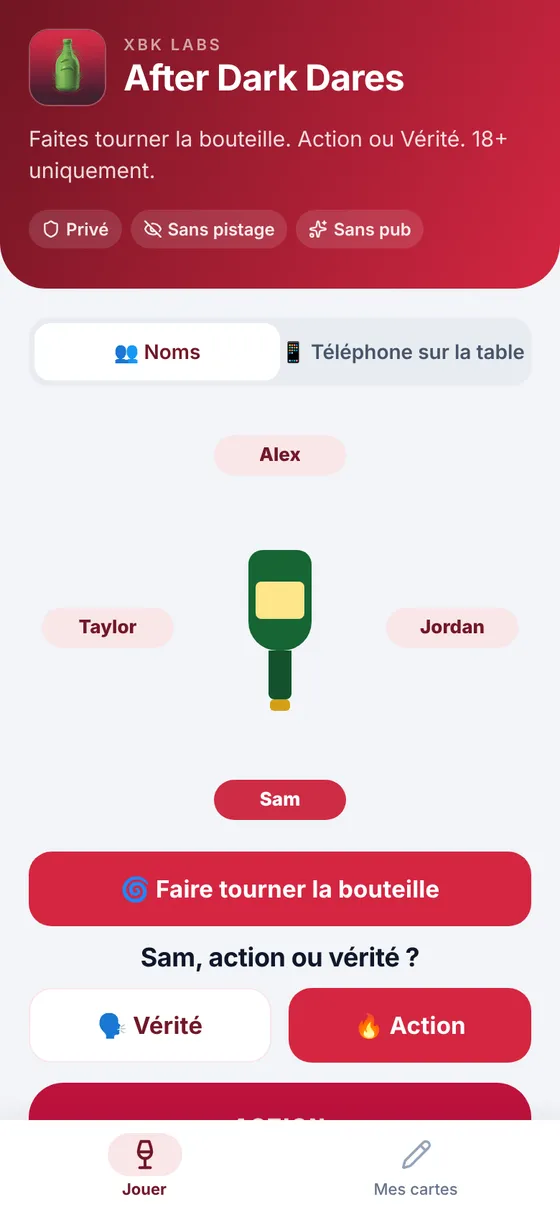 XBK LABS
After Dark Dares
Faites tourner la bouteille. Action ou Vérité. 18+
uniquement.
Privé
Sans pistage
Sans pub
Noms
Téléphone sur la table
Alex
Taylor
Jordan
Sam
Faire tourner la bouteille
Sam, action ou vérité ?
Vérité
Action
ACTION
Jouer
Mes cartes